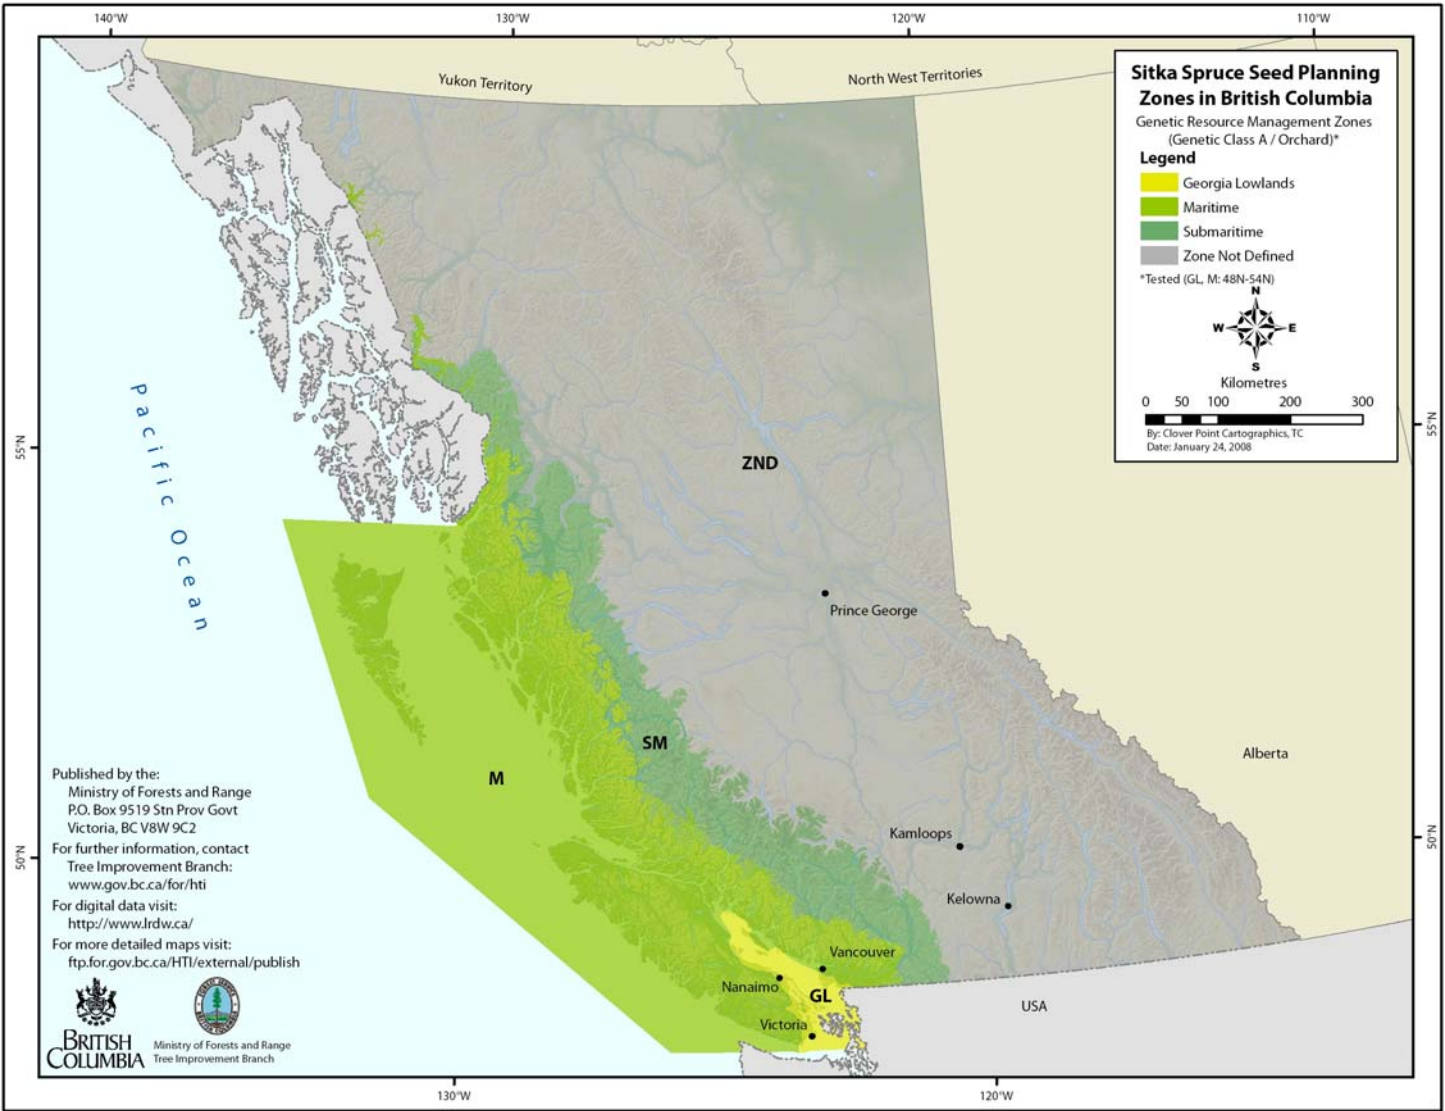 140°W
130°W
120°W
110°W
Yukon Territory
North West Territories
Sitka Spruce Seed Planning
Zones in British Columbia
Genetic Resource Management Zones
(Genetic Class A / Orchard)*
Legend
Georgia Lowlands
Maritime
Submaritime
Zone Not Defined
*Tested (GL, M: 48N-54N)
N
W
E
S
Kilometres
0 50 100 200 300
By: Clover Point Cartographics, TC
Date: January 24, 2008
Pacific Ocean
55°N
55°N
ZND
Prince George
SM
M
Alberta
Kamloops
Kelowna
50°N
50°N
Vancouver
Nanaimo
GL
Victoria
USA
Published by the:
Ministry of Forests and Range
P.O. Box 9519 Stn Prov Govt
Victoria, BC V8W 9C2
For further information, contact
Tree Improvement Branch:
www.gov.bc.ca/for/hti
For digital data visit:
http://www.lrdw.ca/
For more detailed maps visit:
ftp.for.gov.bc.ca/HTI/external/publish
BRITISH
COLUMBIA
FOREST SERVICE
BRITISH COLUMBIA
Ministry of Forests and Range
Tree Improvement Branch
130°W
120°W